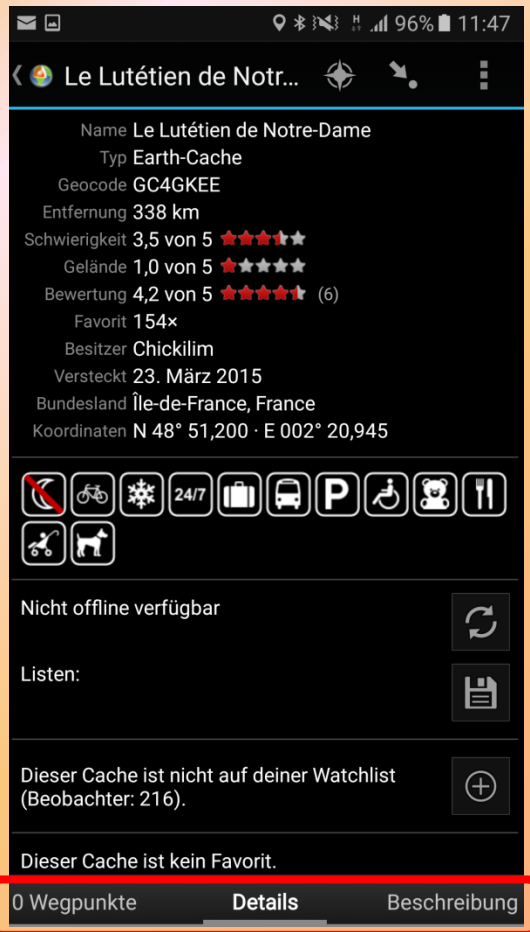 H 96% 11:47
Le Lutétien de Notr...
Name Le Lutétien de Notre-Dame
Typ Earth-Cache
Geocode GC4GKEE
Entfernung 338 km
Schwierigkeit 3,5 von 5
Gelände 1,0 von 5
Bewertung 4,2 von 5 (6)
Favorit 154×
Besitzer Chickilim
Versteckt 23. März 2015
Bundesland Île-de-France, France
Koordinaten N 48° 51,200 · E 002° 20,945
24/7 P
Nicht offline verfügbar
Listen:
Dieser Cache ist nicht auf deiner Watchlist
(Beobachter: 216).
Dieser Cache ist kein Favorit.
0 Wegpunkte Details Beschreibung